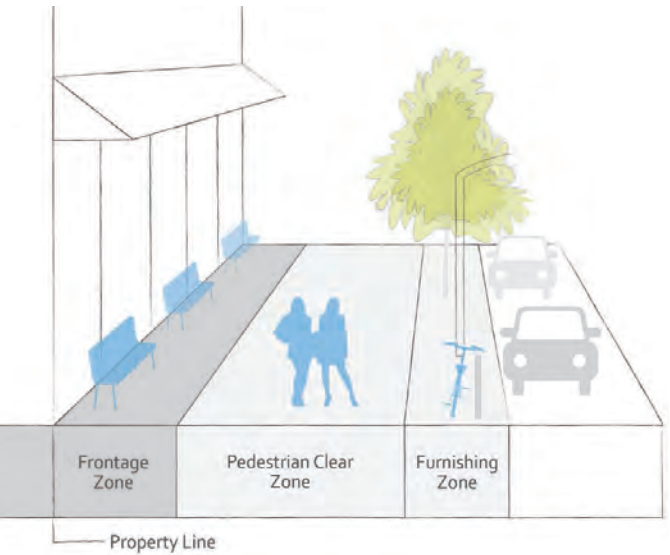 Frontage
Zone
Pedestrian Clear
Zone
Furnishing
Zone
Property Line